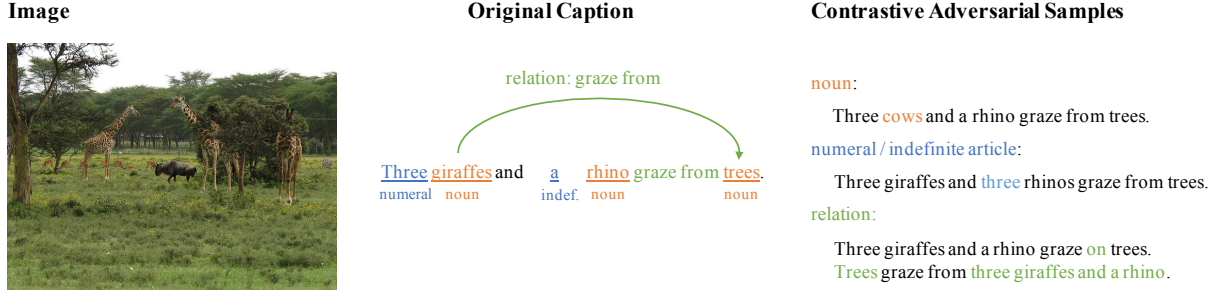 Image
Original Caption
Contrastive Adversarial Samples
relation: graze from
Three giraffes and a rhino graze from trees.
numeral noun indef. noun noun
noun:
Three cows and a rhino graze from trees.
numeral / indefinite article:
Three giraffes and three rhinos graze from trees.
relation:
Three giraffes and a rhino graze on trees.
Trees graze from three giraffes and a rhino.